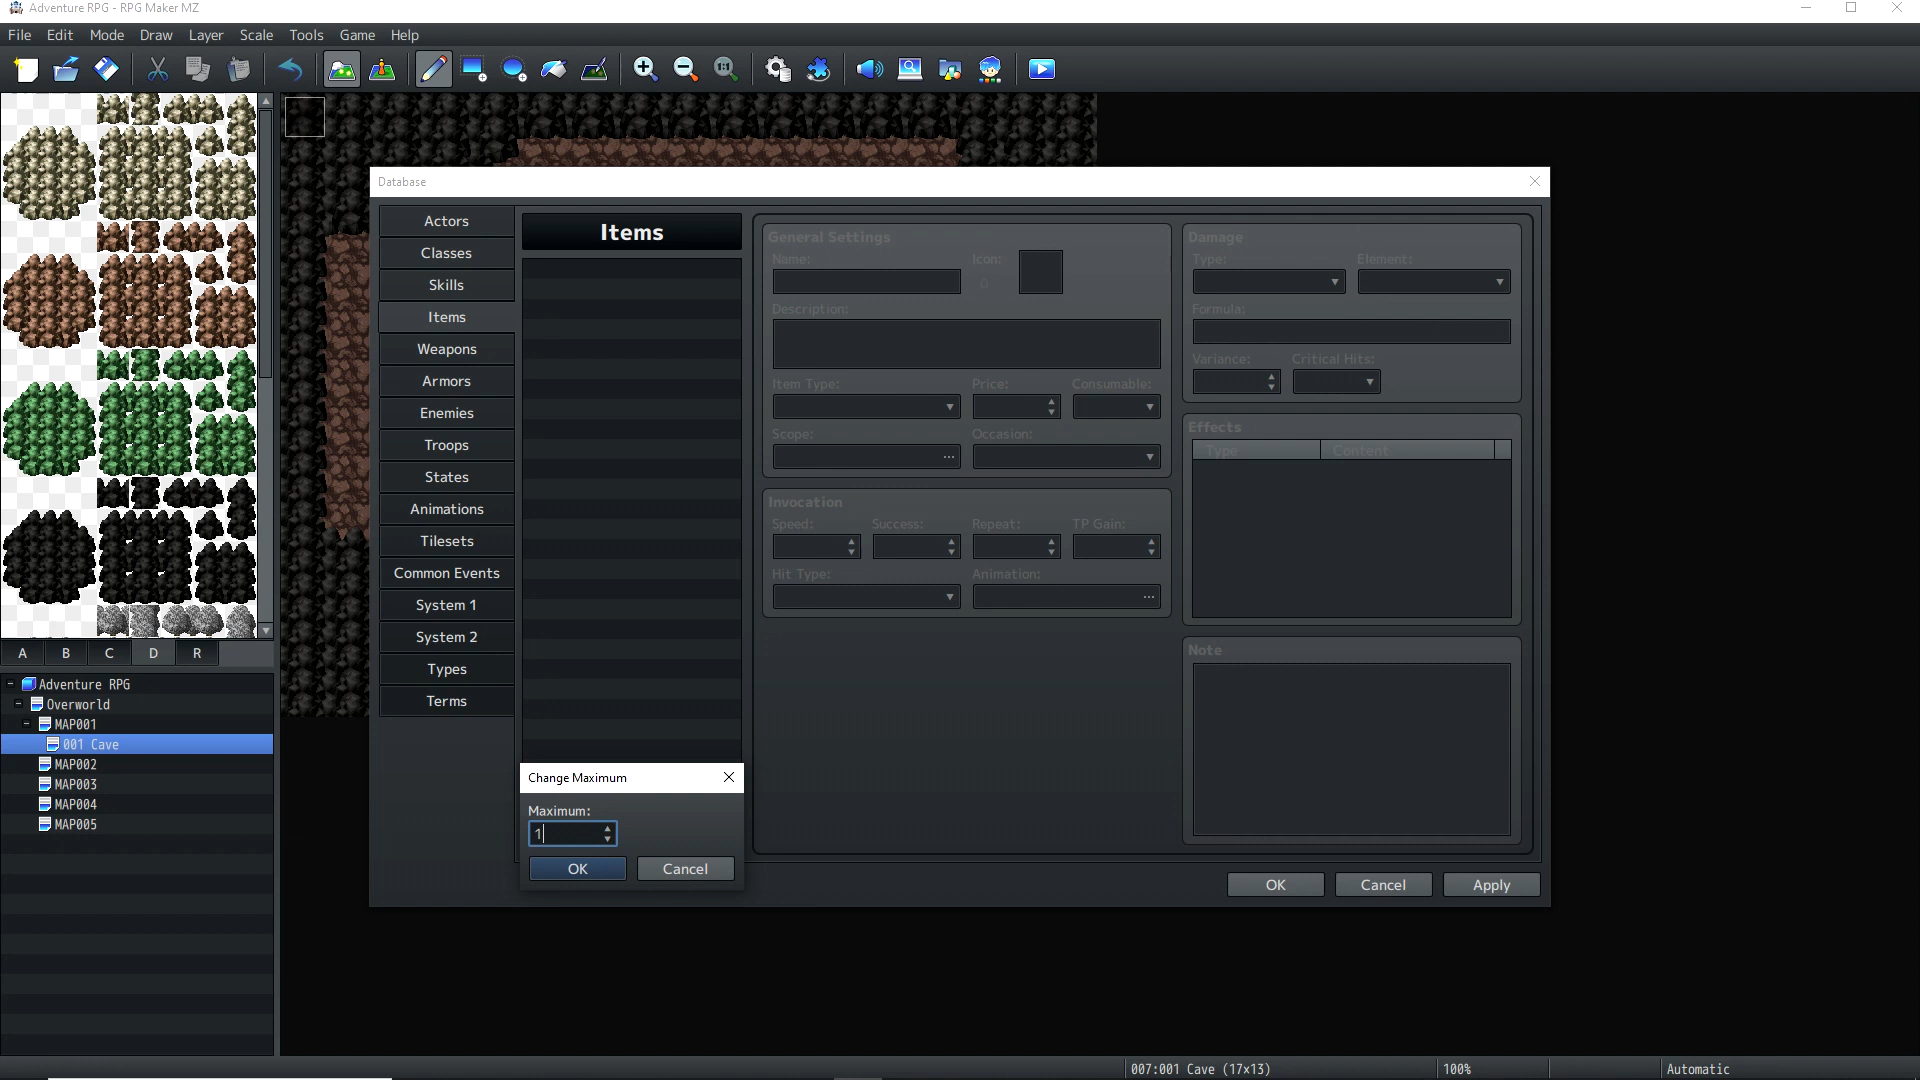 Adventure RPG - RPG Maker MZ
File Edit Mode Draw Layer Scale Tools Game Help
1:1
Database
Actors
Classes
Skills
Items
Weapons
Armors
Enemies
Troops
States
Animations
Tilesets
Common Events
System 1
System 2
Types
Terms
Items
General Settings
Name: Icon:
0
Description:
Item Type: Price: Consumable:
Scope: Occasion:
...
Invocation
Speed: Success: Repeat: TP Gain:
Hit Type: Animation:
...
Damage
Type: Element:
Formula:
Variance: Critical Hits:
Effects
Type Content
Note
Change Maximum
Maximum:
1
OK Cancel
OK Cancel Apply
A B C D R
Adventure RPG
Overworld
MAP001
001 Cave
MAP002
MAP003
MAP004
MAP005
007:001 Cave (17x13) 100% Automatic